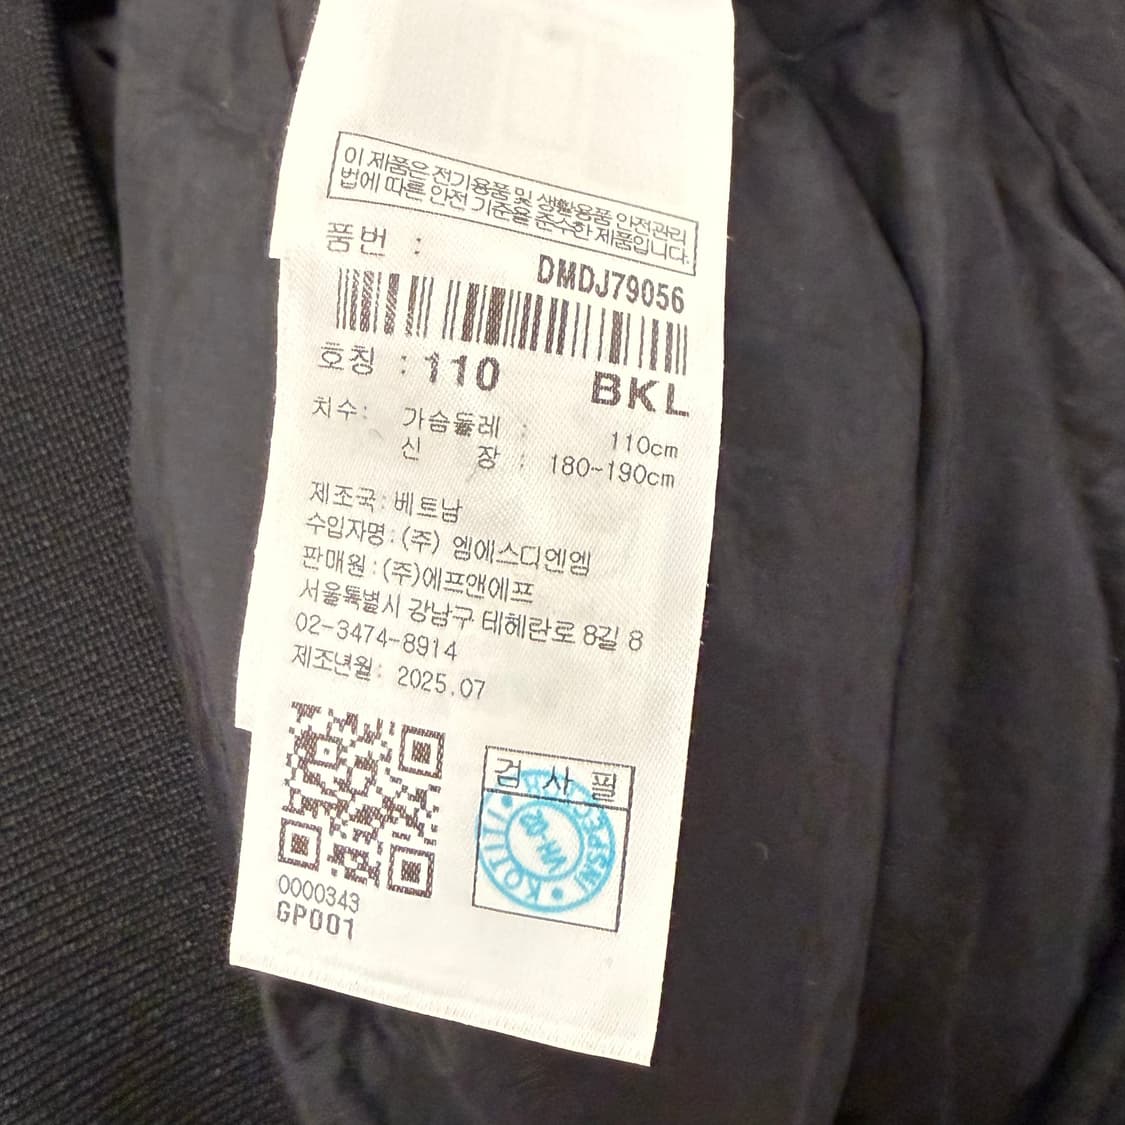 이 제품은 전기용품 및 생활용품 안전관리
법에 따른 안전 기준을 준수한 제품입니다.
품번 :
DMDJ79056
호칭 : 110 BKL
치수: 가슴둘레 : 110cm
신 장 : 180~190cm
제조국: 베트남
수입자명: (주) 엠에스디엔엠
판매원: (주)에프앤에프
서울특별시 강남구 테헤란로 8길 8
02-3474-8914
제조년월: 2025.07
검 사 필
KOTITI
INSPEC
VH-02
0000343
GP001